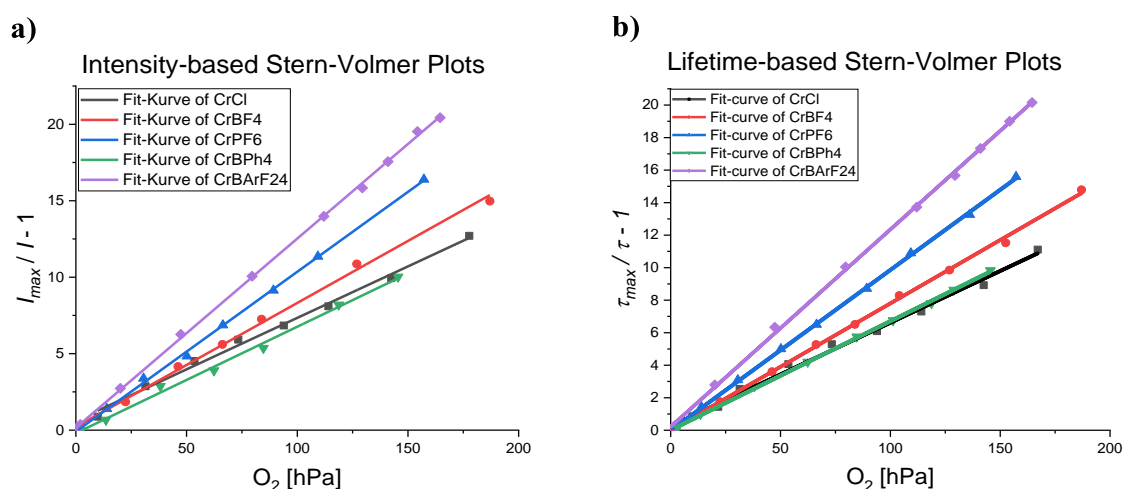 a)
Intensity-based Stern-Volmer Plots
Fit-Kurve of CrCl
Fit-Kurve of CrBF4
Fit-Kurve of CrPF6
Fit-Kurve of CrBPh4
Fit-Kurve of CrBArF24
20
15
10
5
0
I_max / I - 1
0 50 100 150 200
O₂ [hPa]
b)
Lifetime-based Stern-Volmer Plots
Fit-curve of CrCl
Fit-curve of CrBF4
Fit-curve of CrPF6
Fit-curve of CrBPh4
Fit-curve of CrBArF24
20
18
16
14
12
10
8
6
4
2
0
τ_max / τ - 1
0 50 100 150 200
O₂ [hPa]